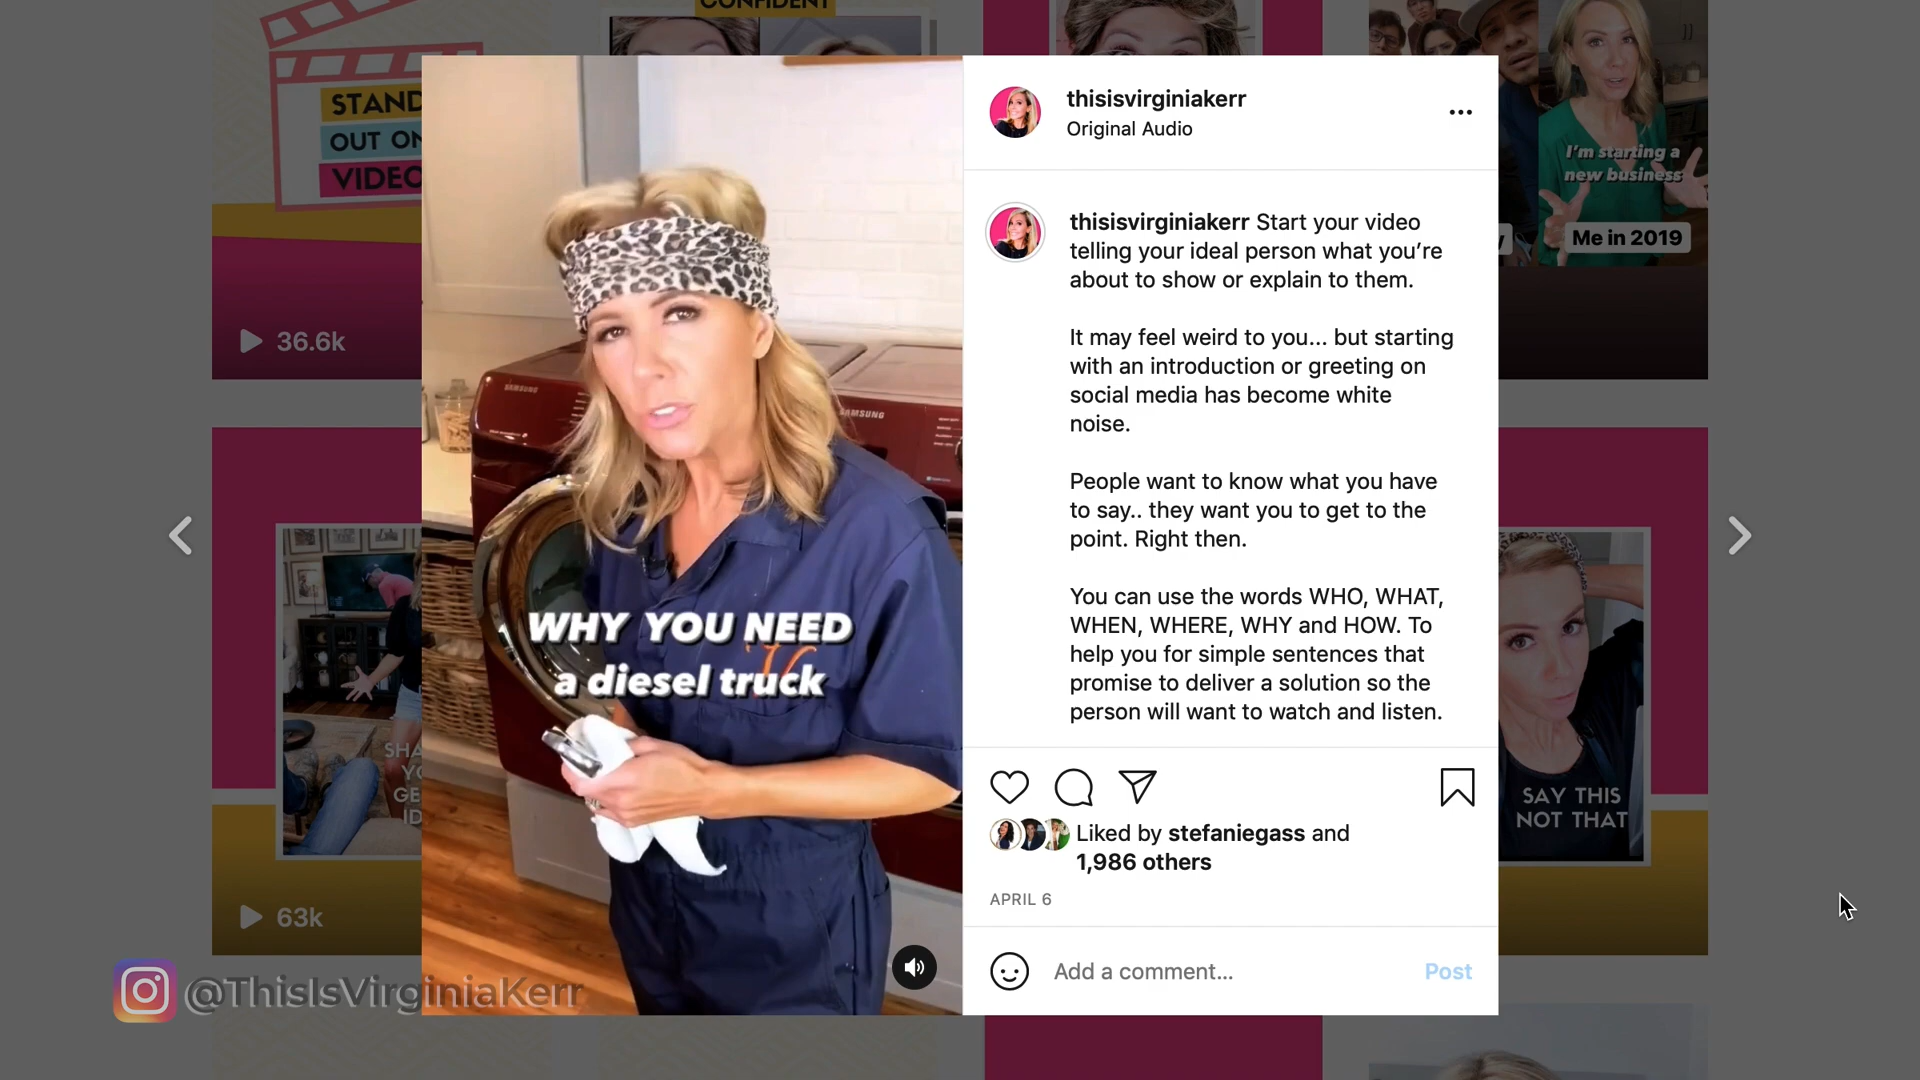 CONFIDENT
STAND
OUT ON
VIDEO
36.6k
I'm starting a
new business
Me in 2019
thisisvirginiakerr
Original Audio
thisisvirginiakerr Start your video
telling your ideal person what you’re
about to show or explain to them.
It may feel weird to you... but starting
with an introduction or greeting on
social media has become white
noise.
People want to know what you have
to say.. they want you to get to the
point. Right then.
You can use the words WHO, WHAT,
WHEN, WHERE, WHY and HOW. To
help you for simple sentences that
promise to deliver a solution so the
person will want to watch and listen.
SAMSUNG
SAMSUNG
WHY YOU NEED
a diesel truck
SAY THIS
NOT THAT
63k
Liked by stefaniegass and
1,986 others
APRIL 6
Add a comment...
Post
@ThisIsVirginiaKerr